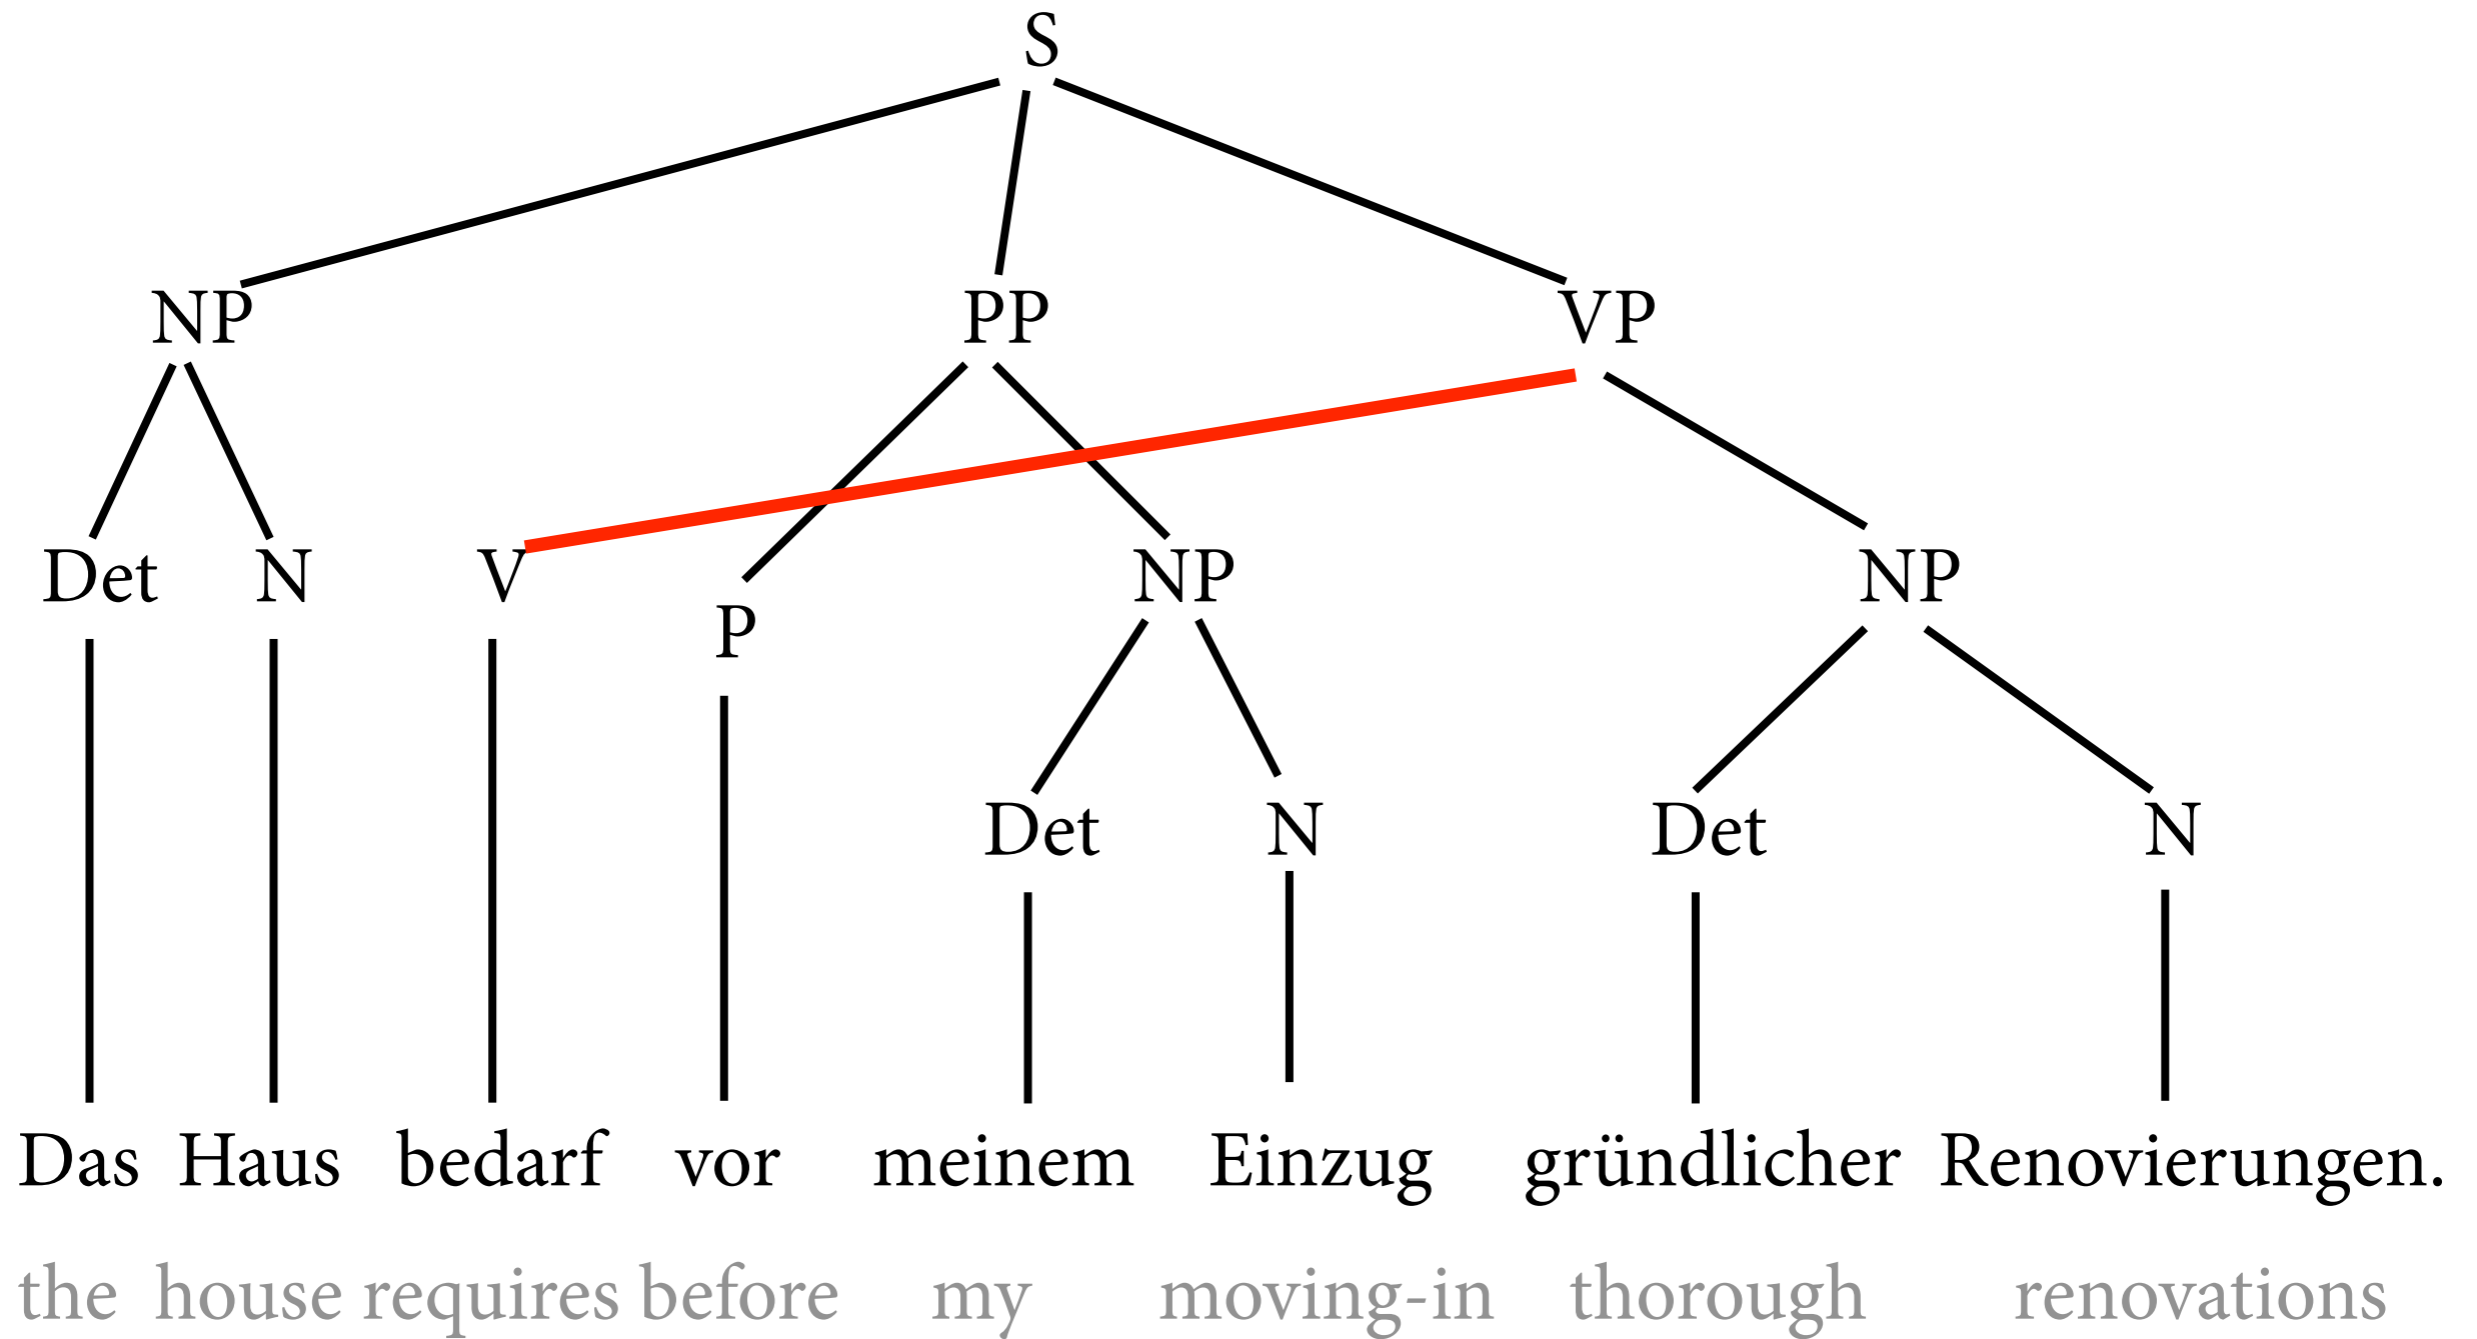 S
NP PP VP
Det N V NP NP
P
Det N Det N
Das Haus bedarf vor meinem Einzug gründlicher Renovierungen.
the house requires before my moving-in thorough renovations